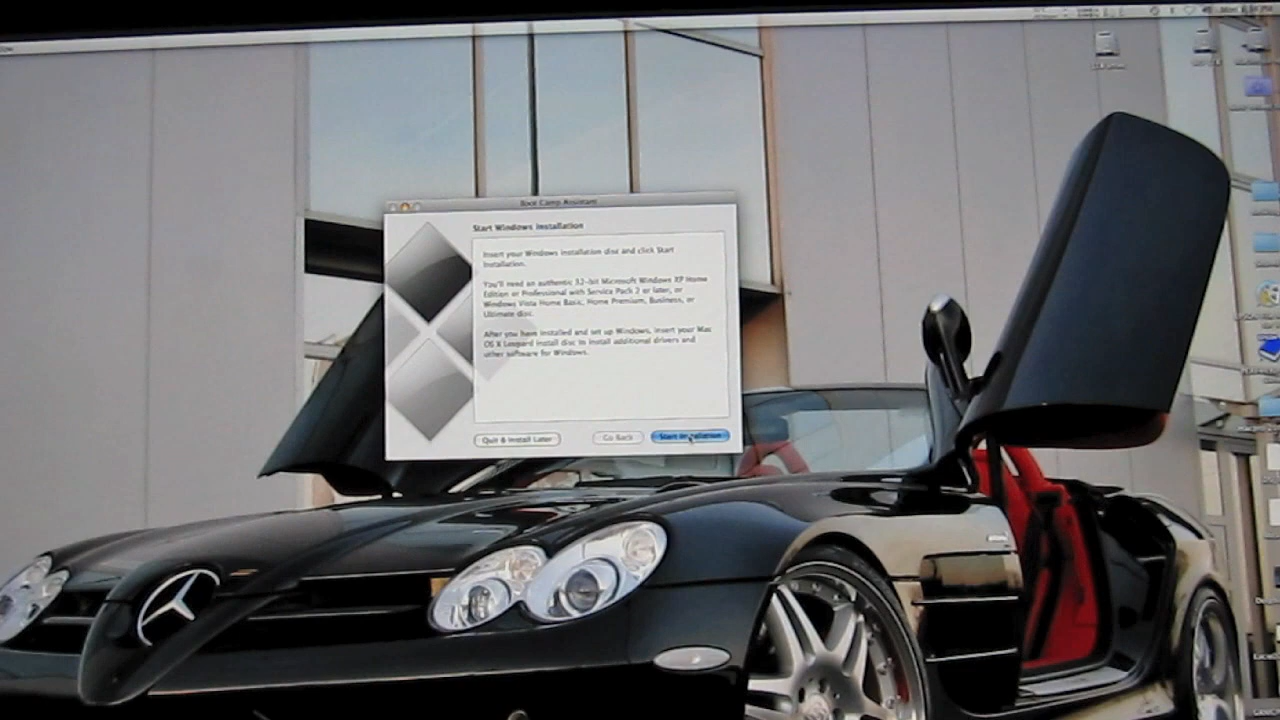 Boot Camp Assistant
Start Windows Installation
Insert your Windows installation disc and click Start
Installation.
You'll need an authentic 32-bit Microsoft Windows XP Home
Edition or Professional with Service Pack 2 or later, or
Windows Vista Home Basic, Home Premium, Business, or
Ultimate disc.
After you have installed and set up Windows, insert your Mac
OS X Leopard install disc to install additional drivers and
other software for Windows.
Quit & Install Later
Go Back
Start Installation